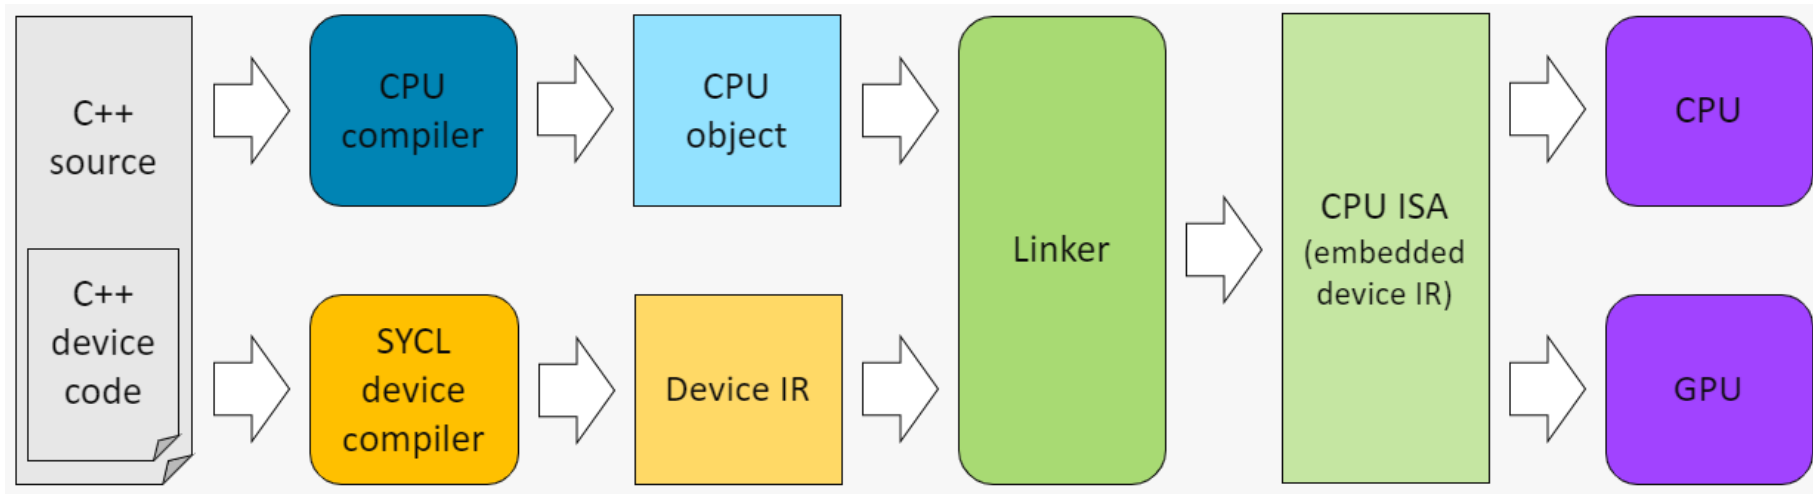 C++
source
C++
device
code
CPU
compiler
SYCL
device
compiler
CPU
object
Device IR
Linker
CPU ISA
(embedded
device IR)
CPU
GPU